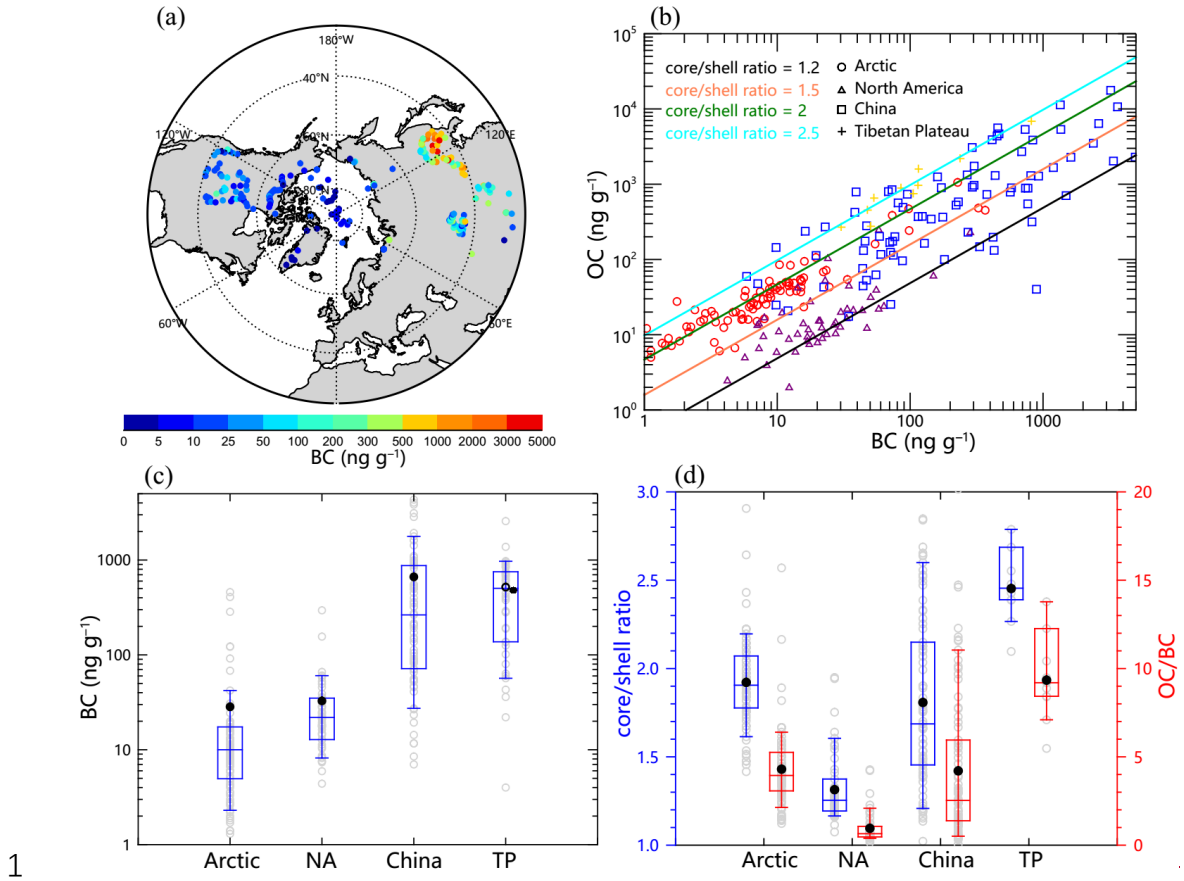 (a)
180°W
40°N
120°W
60°N
120°E
80°N
60°W
60°E
0 5 10 25 50 100 200 300 500 1000 2000 3000 5000
BC (ng g⁻¹)
(b)
core/shell ratio = 1.2
core/shell ratio = 1.5
core/shell ratio = 2
core/shell ratio = 2.5
Arctic
North America
China
Tibetan Plateau
10⁵
10⁴
10³
10²
10¹
10⁰
OC (ng g⁻¹)
1 10 100 1000
BC (ng g⁻¹)
(c)
1000
100
10
1
BC (ng g⁻¹)
Arctic NA China TP
(d)
3.0
2.5
2.0
1.5
1.0
core/shell ratio
20
15
10
5
0
OC/BC
Arctic NA China TP
1